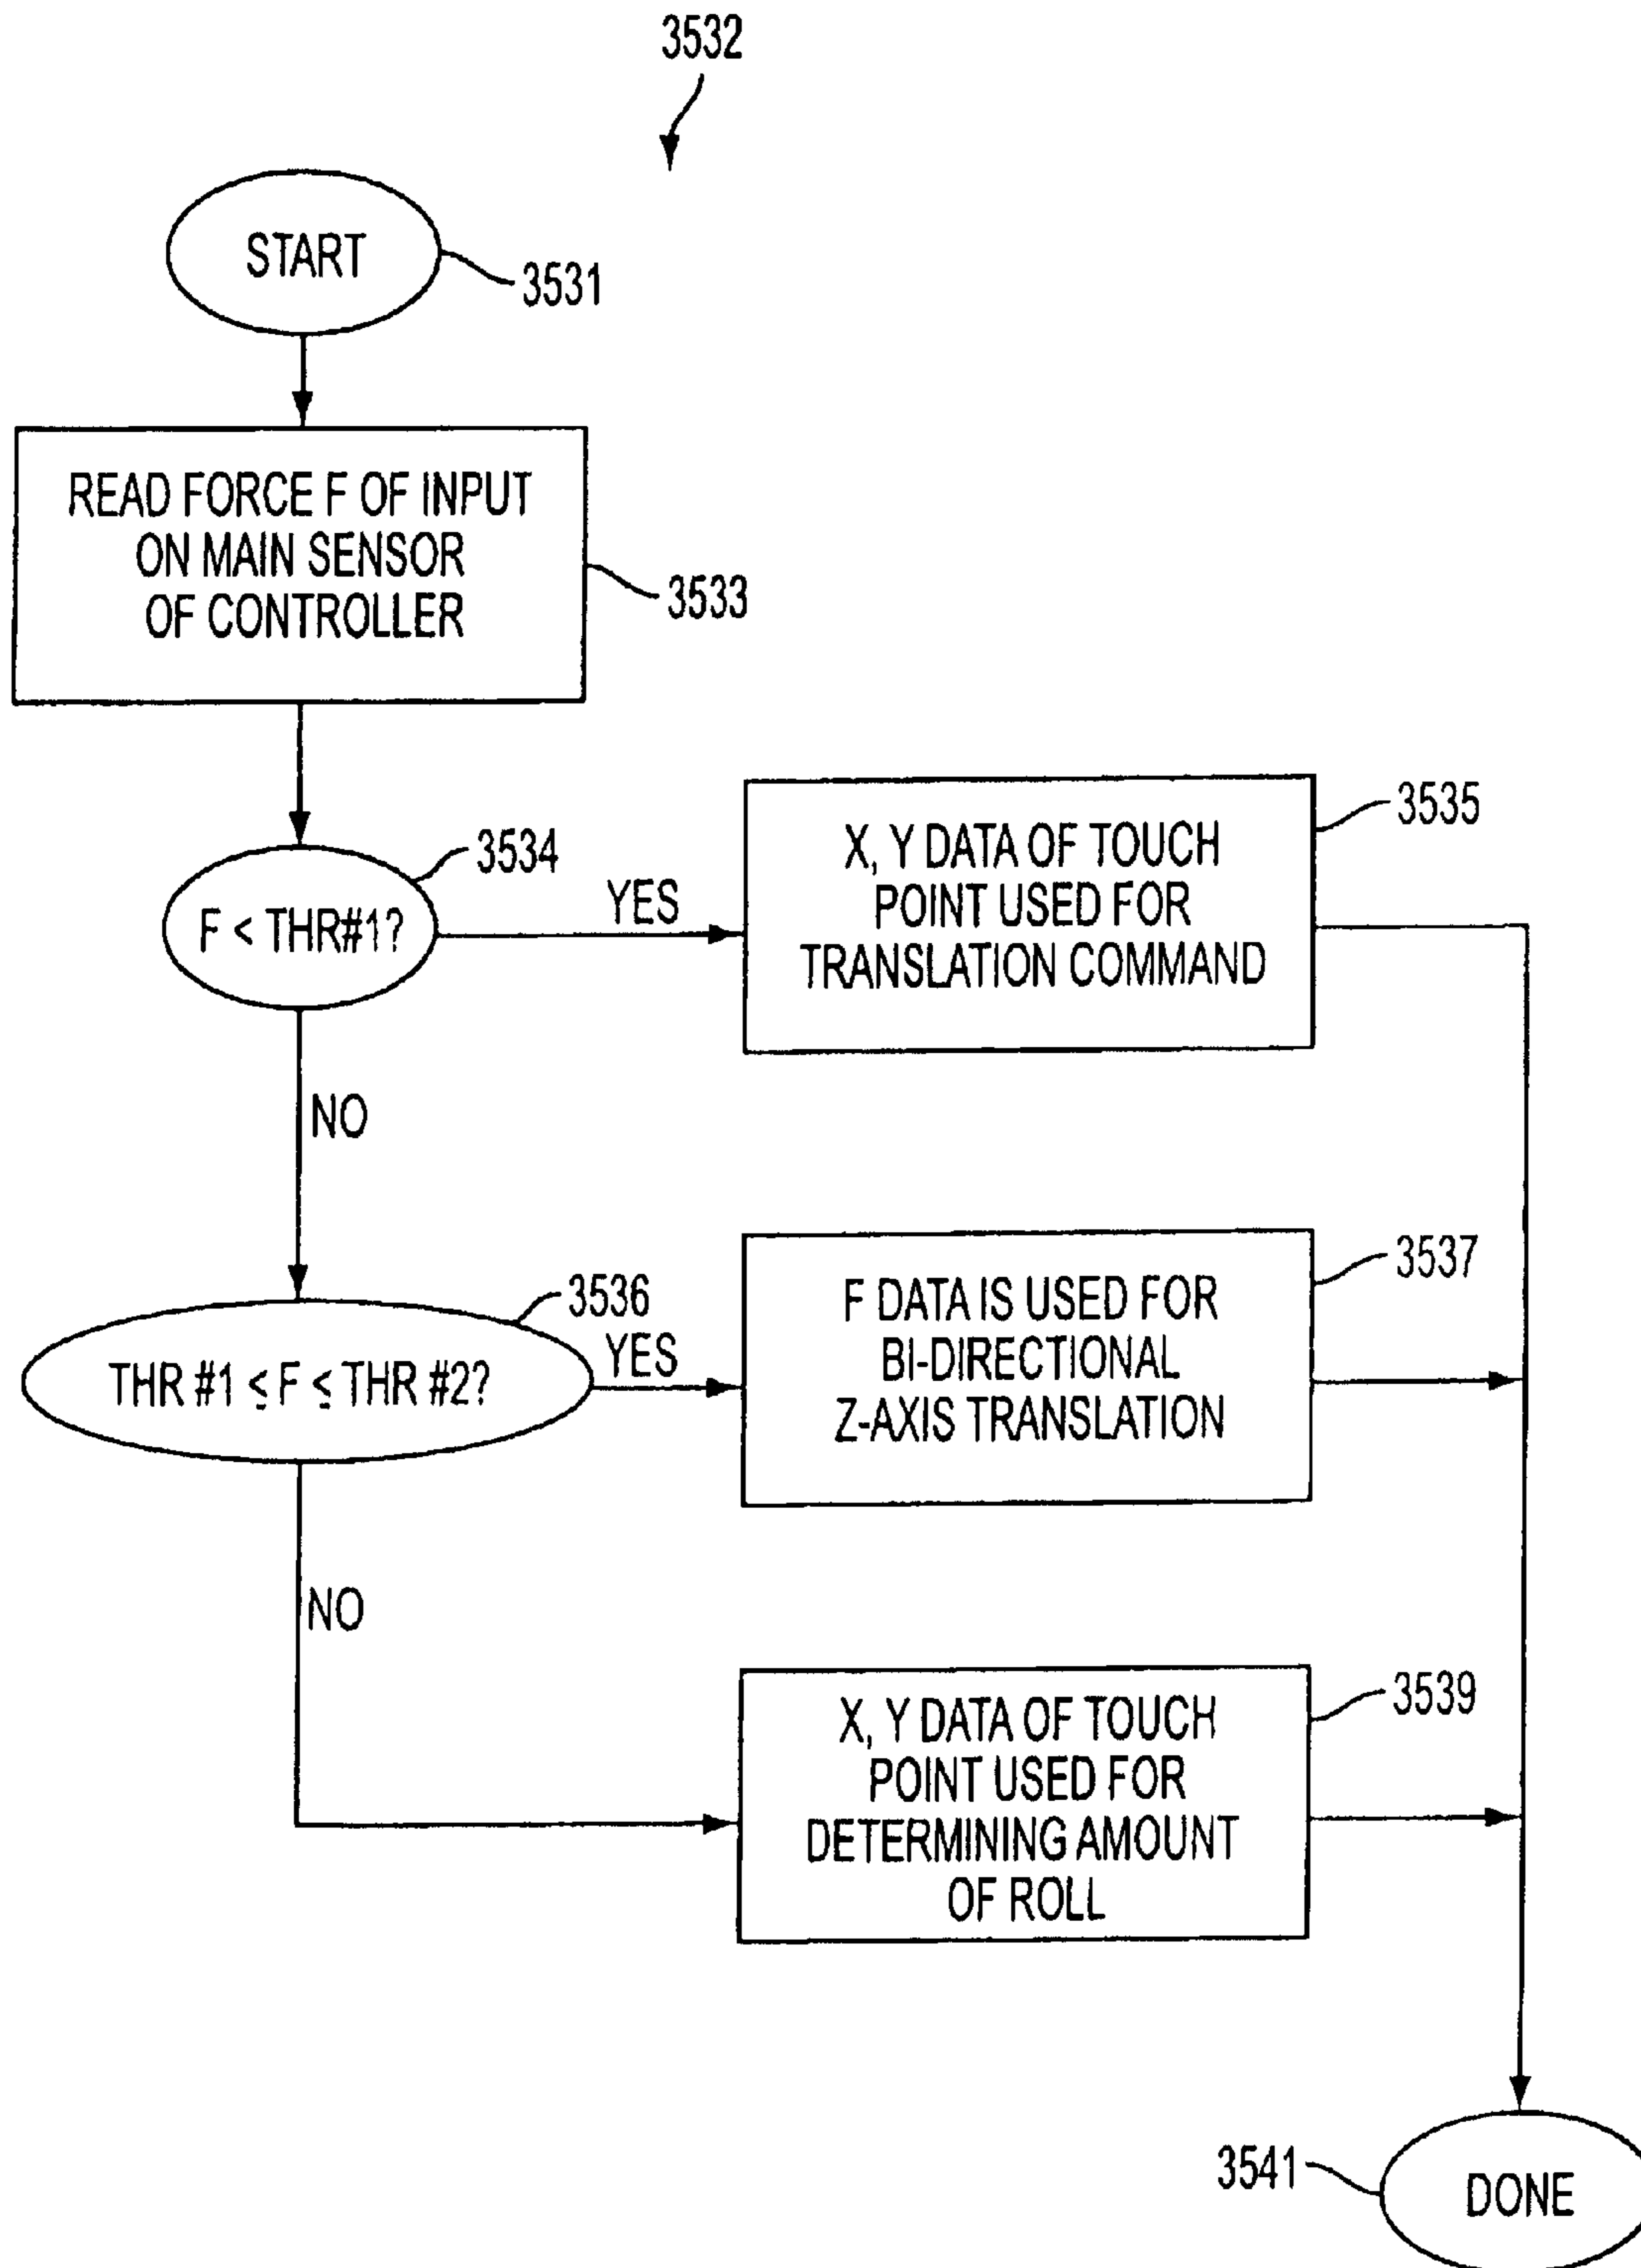 3532
START
3531
READ FORCE F OF INPUT
ON MAIN SENSOR
OF CONTROLLER
3533
F < THR#1?
3534
YES
X, Y DATA OF TOUCH
POINT USED FOR
TRANSLATION COMMAND
3535
NO
THR #1 ≤ F ≤ THR #2?
3536
YES
F DATA IS USED FOR
BI-DIRECTIONAL
Z-AXIS TRANSLATION
3537
NO
X, Y DATA OF TOUCH
POINT USED FOR
DETERMINING AMOUNT
OF ROLL
3539
3541
DONE